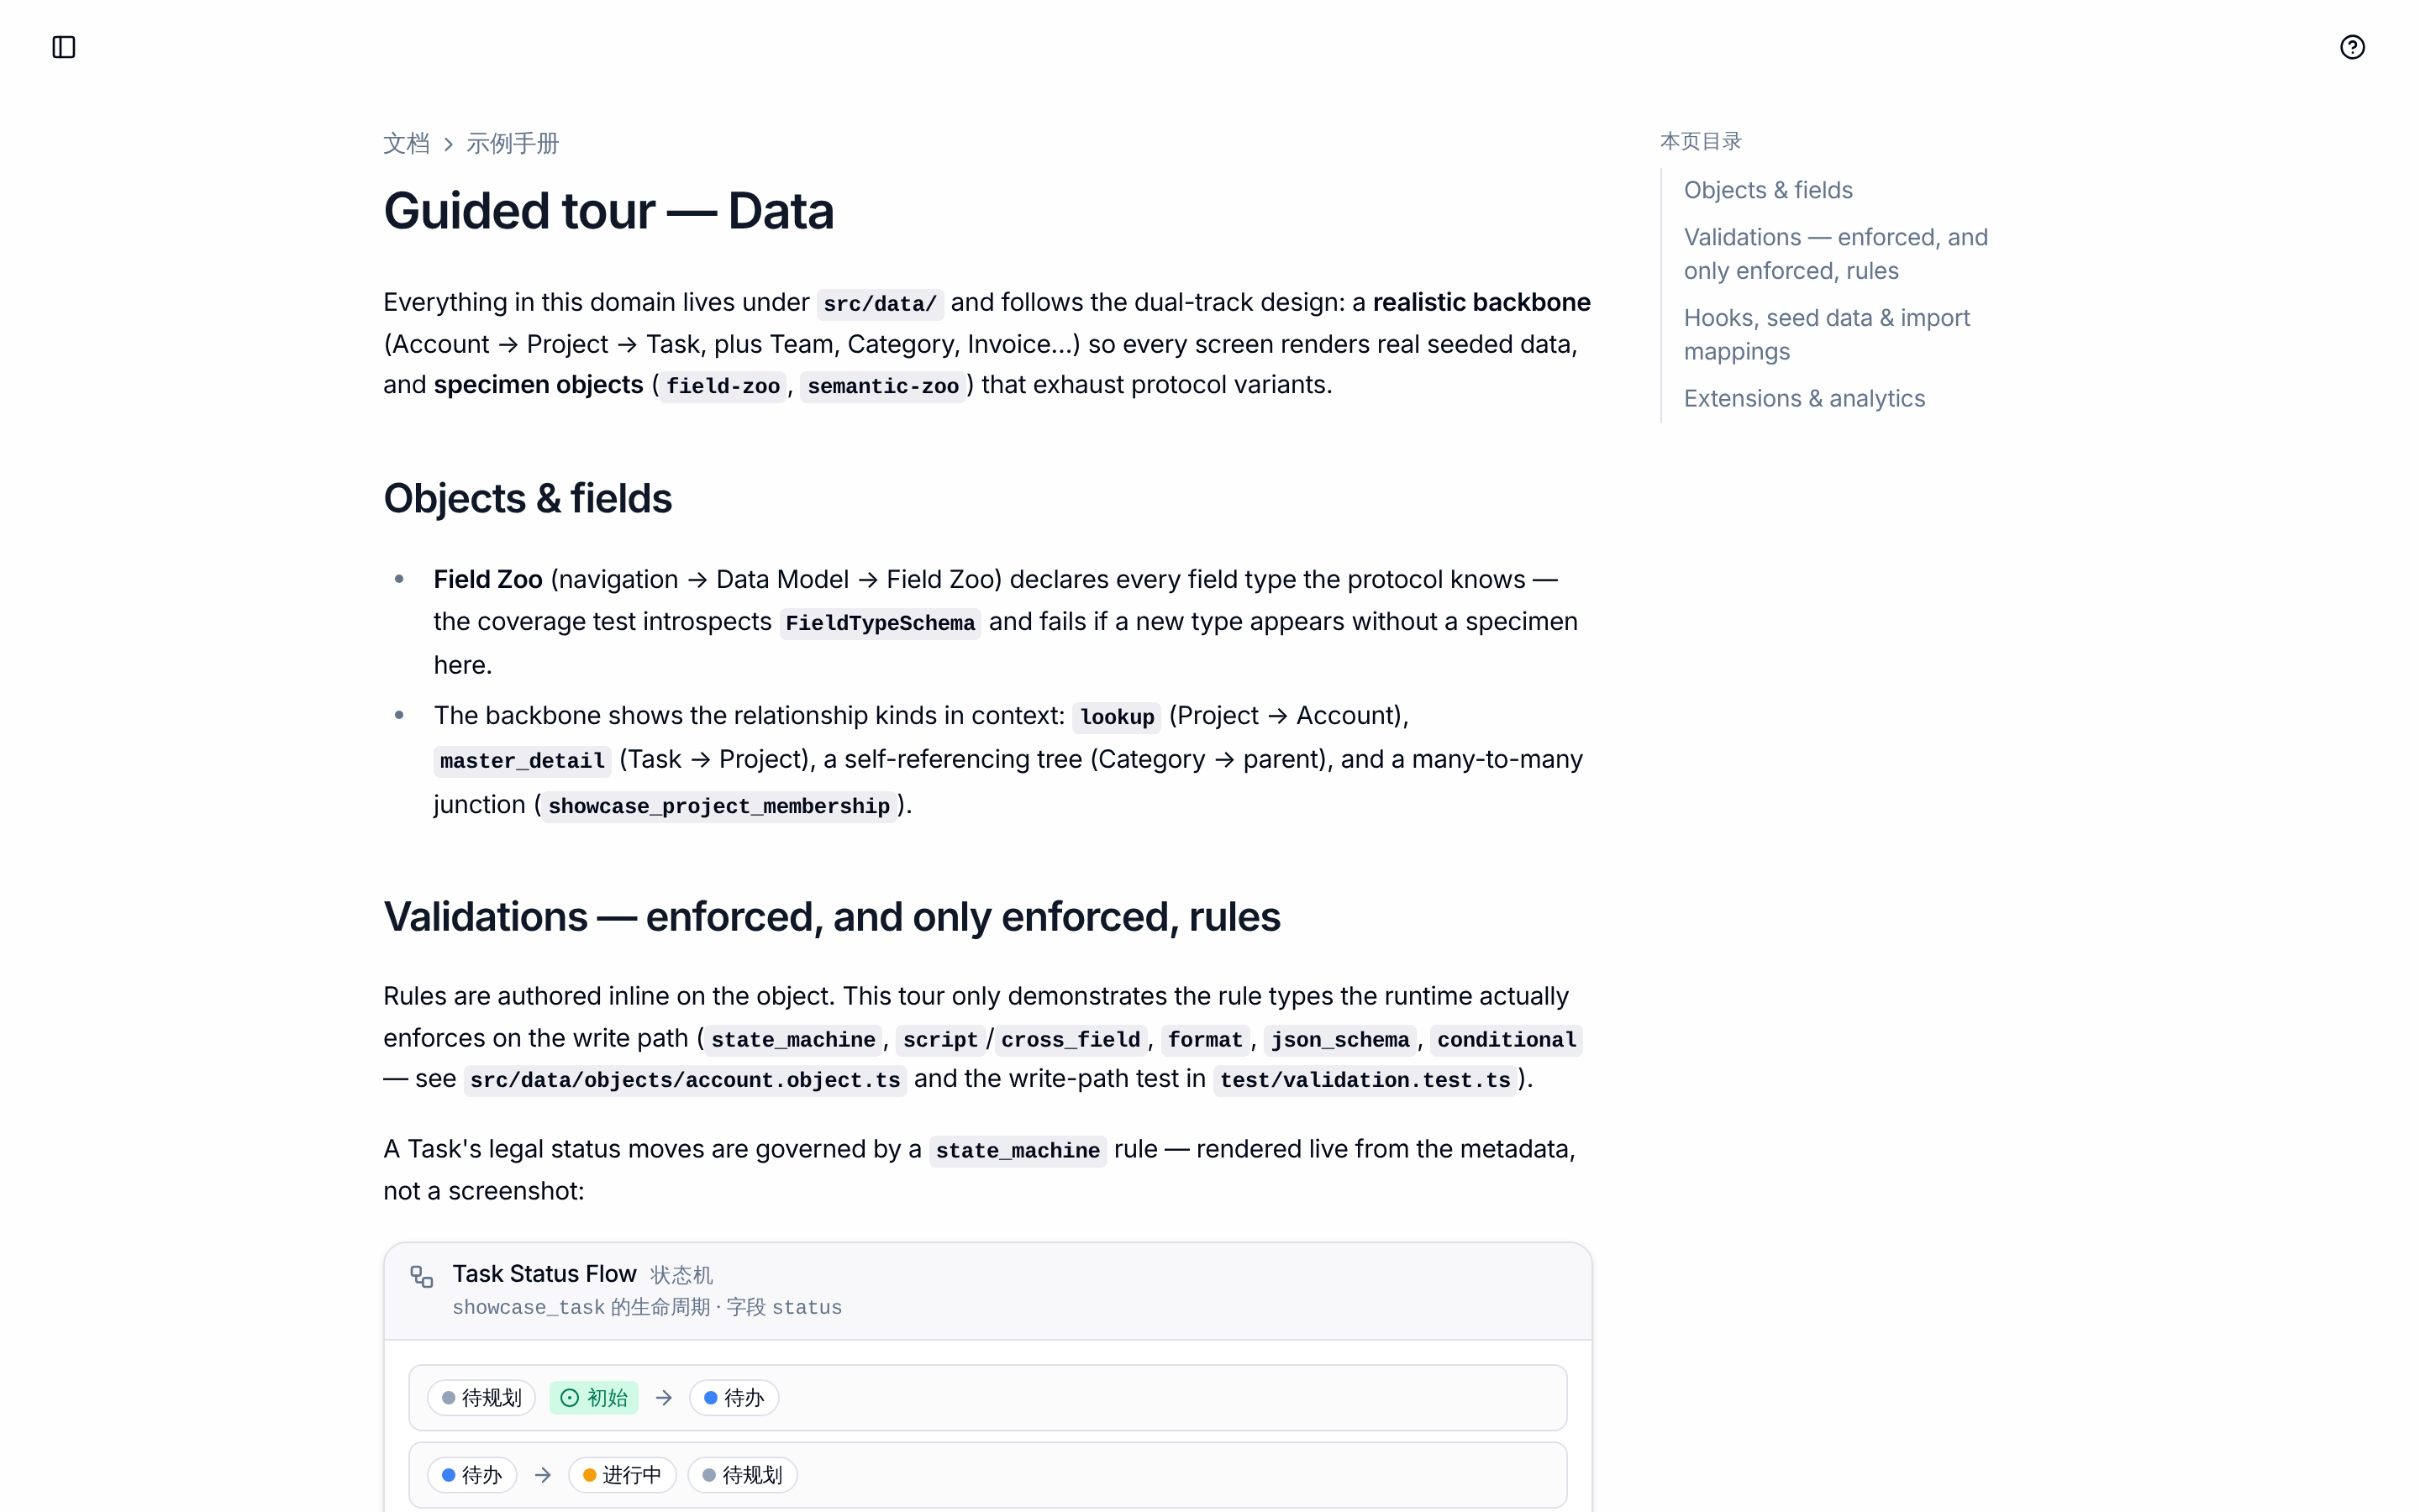 文档 > 示例手册
Guided tour — Data
Everything in this domain lives under src/data/ and follows the dual-track design: a realistic backbone
(Account → Project → Task, plus Team, Category, Invoice…) so every screen renders real seeded data,
and specimen objects (field-zoo, semantic-zoo) that exhaust protocol variants.
Objects & fields
• Field Zoo (navigation → Data Model → Field Zoo) declares every field type the protocol knows —
the coverage test introspects FieldTypeSchema and fails if a new type appears without a specimen
here.
• The backbone shows the relationship kinds in context: lookup (Project → Account),
master_detail (Task → Project), a self-referencing tree (Category → parent), and a many-to-many
junction (showcase_project_membership).
Validations — enforced, and only enforced, rules
Rules are authored inline on the object. This tour only demonstrates the rule types the runtime actually
enforces on the write path (state_machine, script/cross_field, format, json_schema, conditional
— see src/data/objects/account.object.ts and the write-path test in test/validation.test.ts).
A Task's legal status moves are governed by a state_machine rule — rendered live from the metadata,
not a screenshot:
Task Status Flow 状态机
showcase_task 的生命周期 · 字段 status
待规划 初始 → 待办
待办 → 进行中 待规划
本页目录
Objects & fields
Validations — enforced, and
only enforced, rules
Hooks, seed data & import
mappings
Extensions & analytics